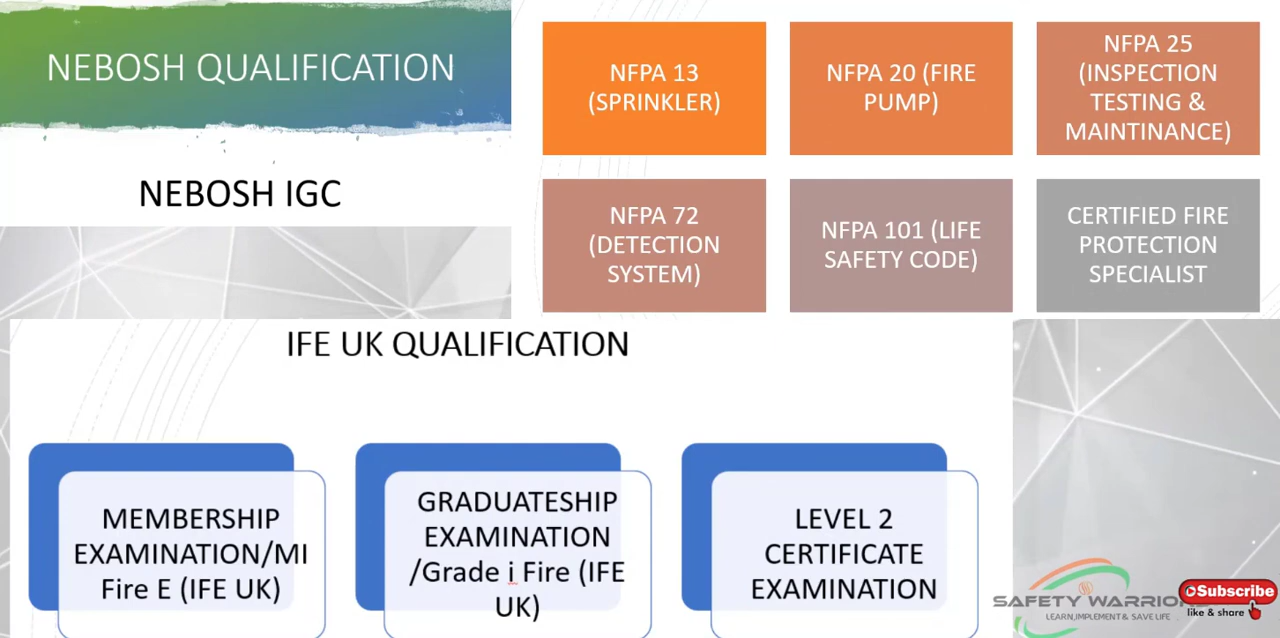 NEBOSH QUALIFICATION
NEBOSH IGC
NFPA 13
(SPRINKLER)
NFPA 20 (FIRE
PUMP)
NFPA 25
(INSPECTION
TESTING &
MAINTINANCE)
NFPA 72
(DETECTION
SYSTEM)
NFPA 101 (LIFE
SAFETY CODE)
CERTIFIED FIRE
PROTECTION
SPECIALIST
IFE UK QUALIFICATION
MEMBERSHIP
EXAMINATION/MI
Fire E (IFE UK)
GRADUATESHIP
EXAMINATION
/Grade i Fire (IFE
UK)
LEVEL 2
CERTIFICATE
EXAMINATION
SAFETY WARRIORS
LEARN,IMPLEMENT & SAVE LIFE
Subscribe
like & share